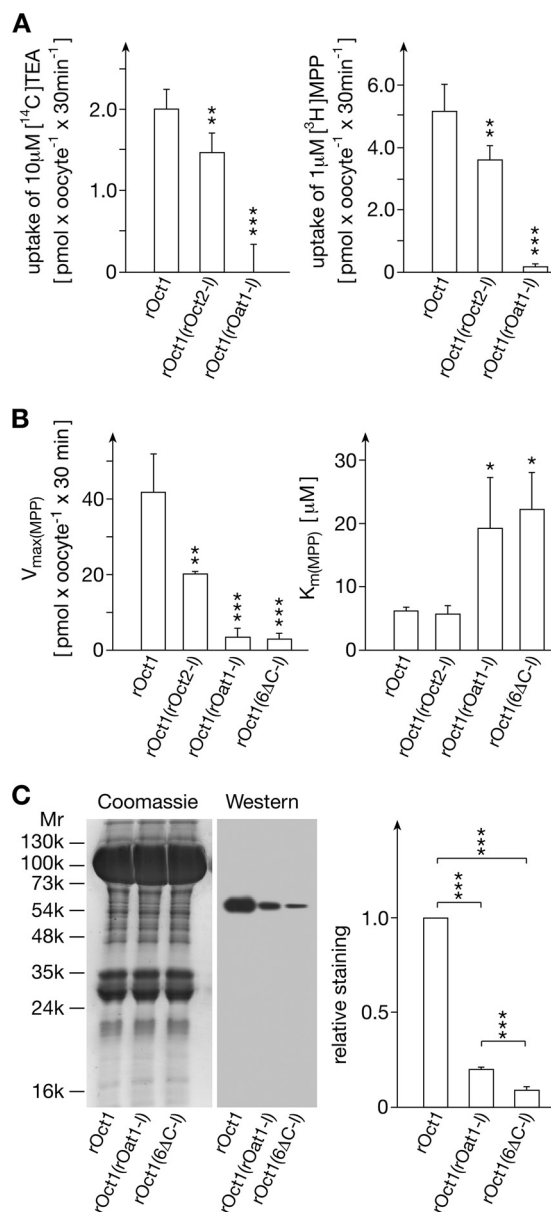 A
uptake of 10μM [¹⁴C]TEA
[ pmol x oocyte⁻¹ x 30min⁻¹ ]
2.0
1.0
0
**
***
rOct1
rOct1(rOct2-l)
rOct1(rOat1-l)
uptake of 1μM [³H]MPP
[ pmol x oocyte⁻¹ x 30min⁻¹ ]
6.0
4.0
2.0
0
**
***
rOct1
rOct1(rOct2-l)
rOct1(rOat1-l)
B
Vmax(MPP)
[ pmol x oocyte⁻¹ x 30 min ]
40
20
0
**
***
***
rOct1
rOct1(rOct2-l)
rOct1(rOat1-l)
rOct1(6ΔC-l)
Km(MPP) [ μM ]
30
20
10
0
*
*
rOct1
rOct1(rOct2-l)
rOct1(rOat1-l)
rOct1(6ΔC-l)
C
Coomassie
Western
Mr
130k
100k
73k
54k
48k
35k
24k
16k
rOct1
rOct1(rOat1-l)
rOct1(6ΔC-l)
rOct1
rOct1(rOat1-l)
rOct1(6ΔC-l)
relative staining
1.0
0.5
0
***
***
***
rOct1
rOct1(rOat1-l)
rOct1(6ΔC-l)